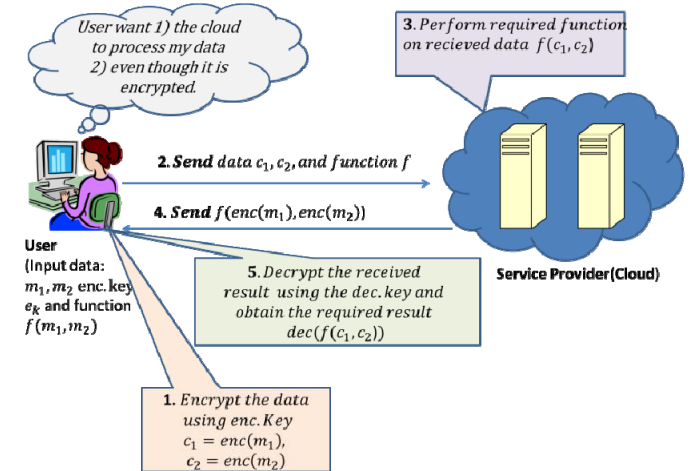 User want 1) the cloud
to process my data
2) even though it is
encrypted.
3. Perform required function
on recieved data f(c₁,c₂)
2. Send data c₁,c₂,and function f
4. Send f(enc(m₁),enc(m₂))
User
(Input data:
m₁,m₂ enc.key
eₖ and function
f(m₁,m₂)
5. Decrypt the received
result using the dec.key and
obtain the required result
dec(f(c₁,c₂))
Service Provider(Cloud)
1. Encrypt the data
using enc.Key
c₁ = enc(m₁),
c₂ = enc(m₂)